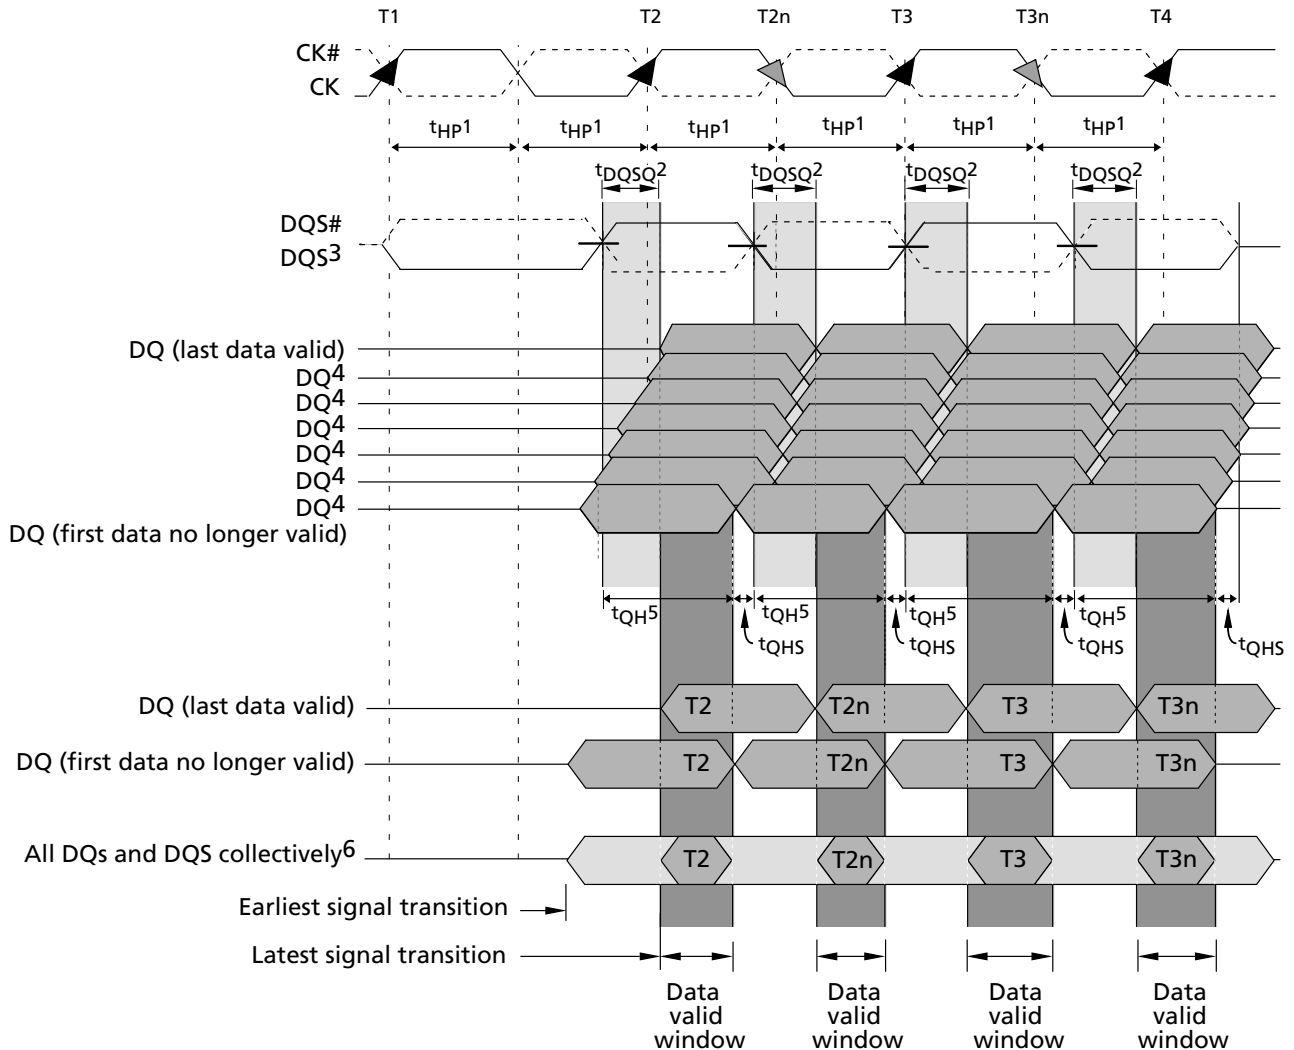 T1 T2 T2n T3 T3n T4
CK#
CK
tHP1 tHP1 tHP1 tHP1 tHP1 tHP1
tDQSQ2 tDQSQ2 tDQSQ2 tDQSQ2
DQS#
DQS3
DQ (last data valid)
DQ4
DQ4
DQ4
DQ4
DQ4
DQ4
DQ (first data no longer valid)
tQH5 tQH5 tQH5 tQH5
tQHS tQHS tQHS tQHS
DQ (last data valid) T2 T2n T3 T3n
DQ (first data no longer valid) T2 T2n T3 T3n
All DQs and DQS collectively6 T2 T2n T3 T3n
Earliest signal transition
Latest signal transition
Data Data Data Data
valid valid valid valid
window window window window